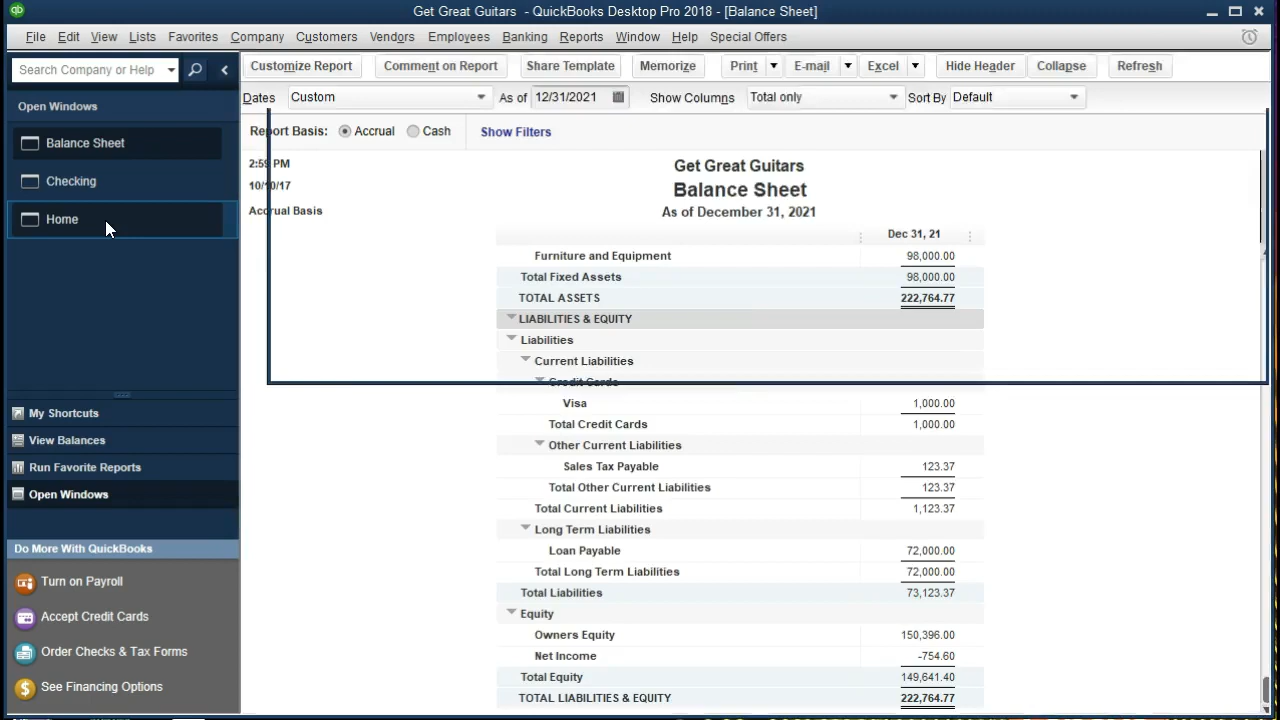 Get Great Guitars - QuickBooks Desktop Pro 2018 - [Balance Sheet]
File Edit View Lists Favorites Company Customers Vendors Employees Banking Reports Window Help Special Offers
Search Company or Help
Customize Report Comment on Report Share Template Memorize Print E-mail Excel Hide Header Collapse Refresh
Open Windows
Dates Custom As of 12/31/2021 Show Columns Total only Sort By Default
Report Basis: Accrual Cash Show Filters
Balance Sheet
Checking
Home
My Shortcuts
View Balances
Run Favorite Reports
Open Windows
Do More With QuickBooks
Turn on Payroll
Accept Credit Cards
Order Checks & Tax Forms
See Financing Options
2:59 PM
10/10/17
Accrual Basis
Get Great Guitars
Balance Sheet
As of December 31, 2021
Dec 31, 21
Furniture and Equipment 98,000.00
Total Fixed Assets 98,000.00
TOTAL ASSETS 222,764.77
LIABILITIES & EQUITY
Liabilities
Current Liabilities
Credit Cards
Visa 1,000.00
Total Credit Cards 1,000.00
Other Current Liabilities
Sales Tax Payable 123.37
Total Other Current Liabilities 123.37
Total Current Liabilities 1,123.37
Long Term Liabilities
Loan Payable 72,000.00
Total Long Term Liabilities 72,000.00
Total Liabilities 73,123.37
Equity
Owners Equity 150,396.00
Net Income -754.60
Total Equity 149,641.40
TOTAL LIABILITIES & EQUITY 222,764.77